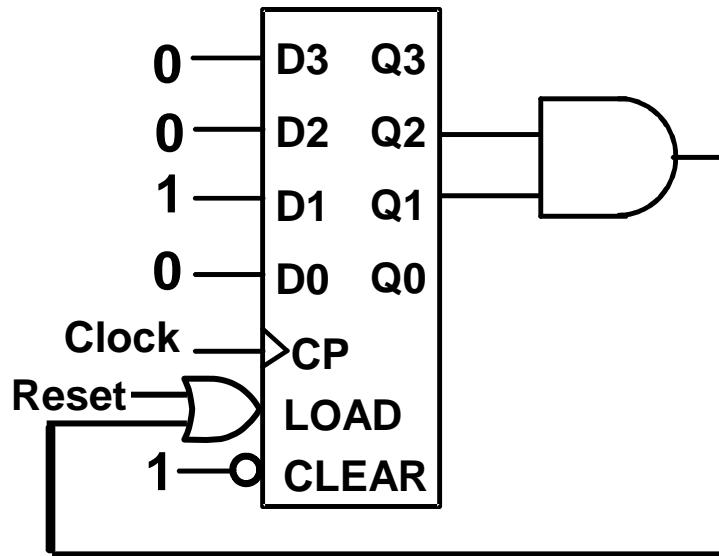 0 D3 Q3
0 D2 Q2
1 D1 Q1
0 D0 Q0
Clock CP
Reset LOAD
1 CLEAR